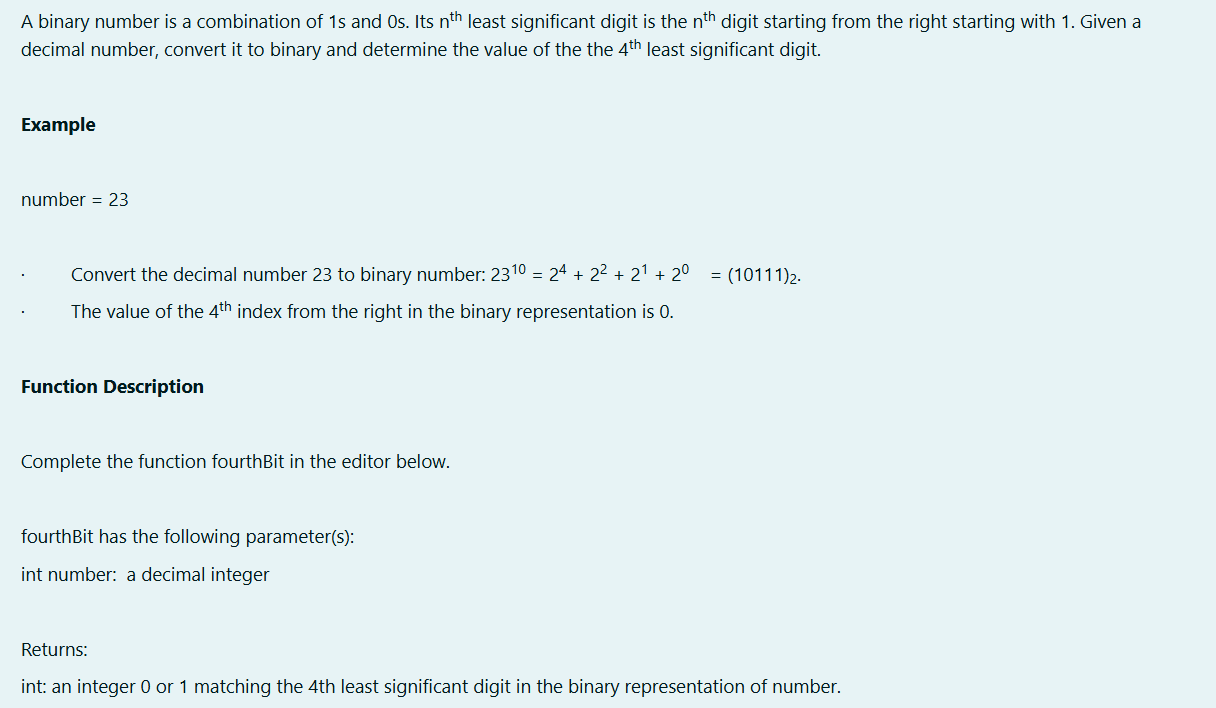 A binary number is a combination of 1s and 0s. Its nth least significant digit is the nth digit starting from the right starting with 1. Given a
decimal number, convert it to binary and determine the value of the the 4th least significant digit.
Example
number = 23
· Convert the decimal number 23 to binary number: 23¹⁰ = 2⁴ + 2² + 2¹ + 2⁰ = (10111)₂.
· The value of the 4th index from the right in the binary representation is 0.
Function Description
Complete the function fourthBit in the editor below.
fourthBit has the following parameter(s):
int number: a decimal integer
Returns:
int: an integer 0 or 1 matching the 4th least significant digit in the binary representation of number.